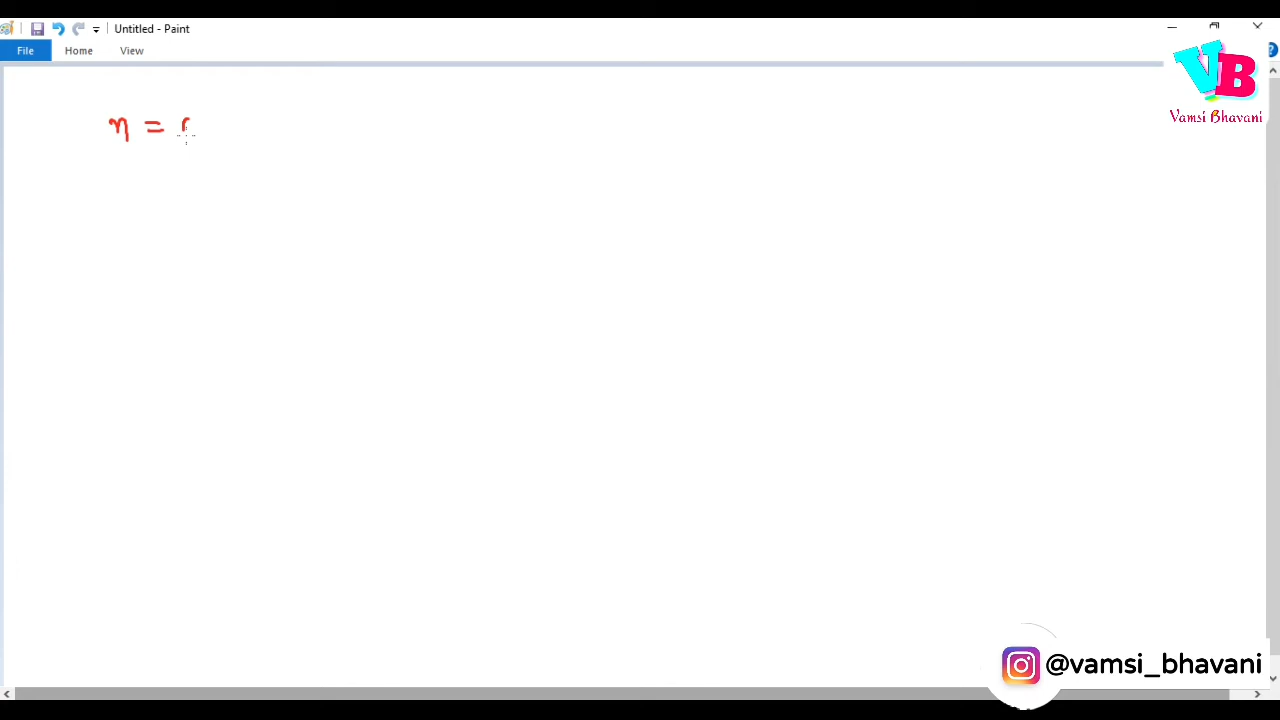 Untitled - Paint
File Home View
VB
Vamsi Bhavani
η =
@vamsi_bhavani